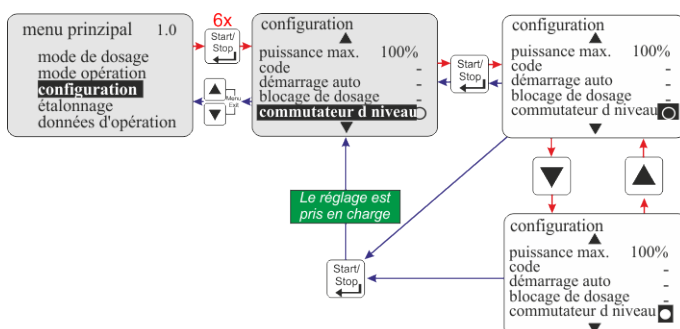 menu prinzipal 1.0
mode de dosage
mode opération
configuration
étalonnage
données d'opération
6x
Start/
Stop
Menu
Exit
configuration
puissance max. 100%
code -
démarrage auto -
blocage de dosage -
commutateur d niveau
Start/
Stop
configuration
puissance max. 100%
code -
démarrage auto -
blocage de dosage -
commutateur d niveau
Le réglage est
pris en charge
Start/
Stop
configuration
puissance max. 100%
code -
démarrage auto -
blocage de dosage -
commutateur d niveau